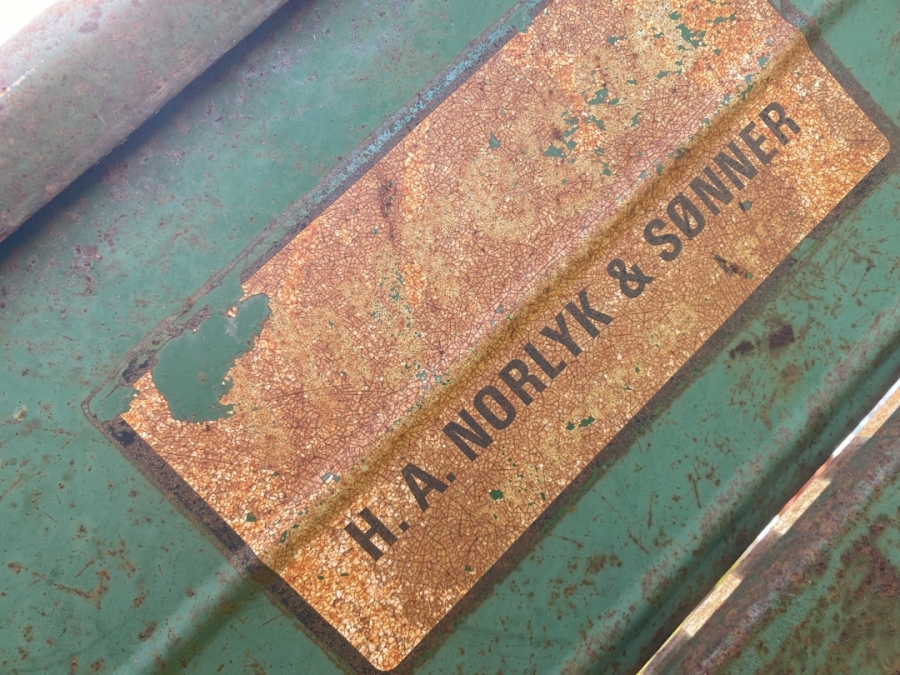 H. A. NORLYK & SØNNER